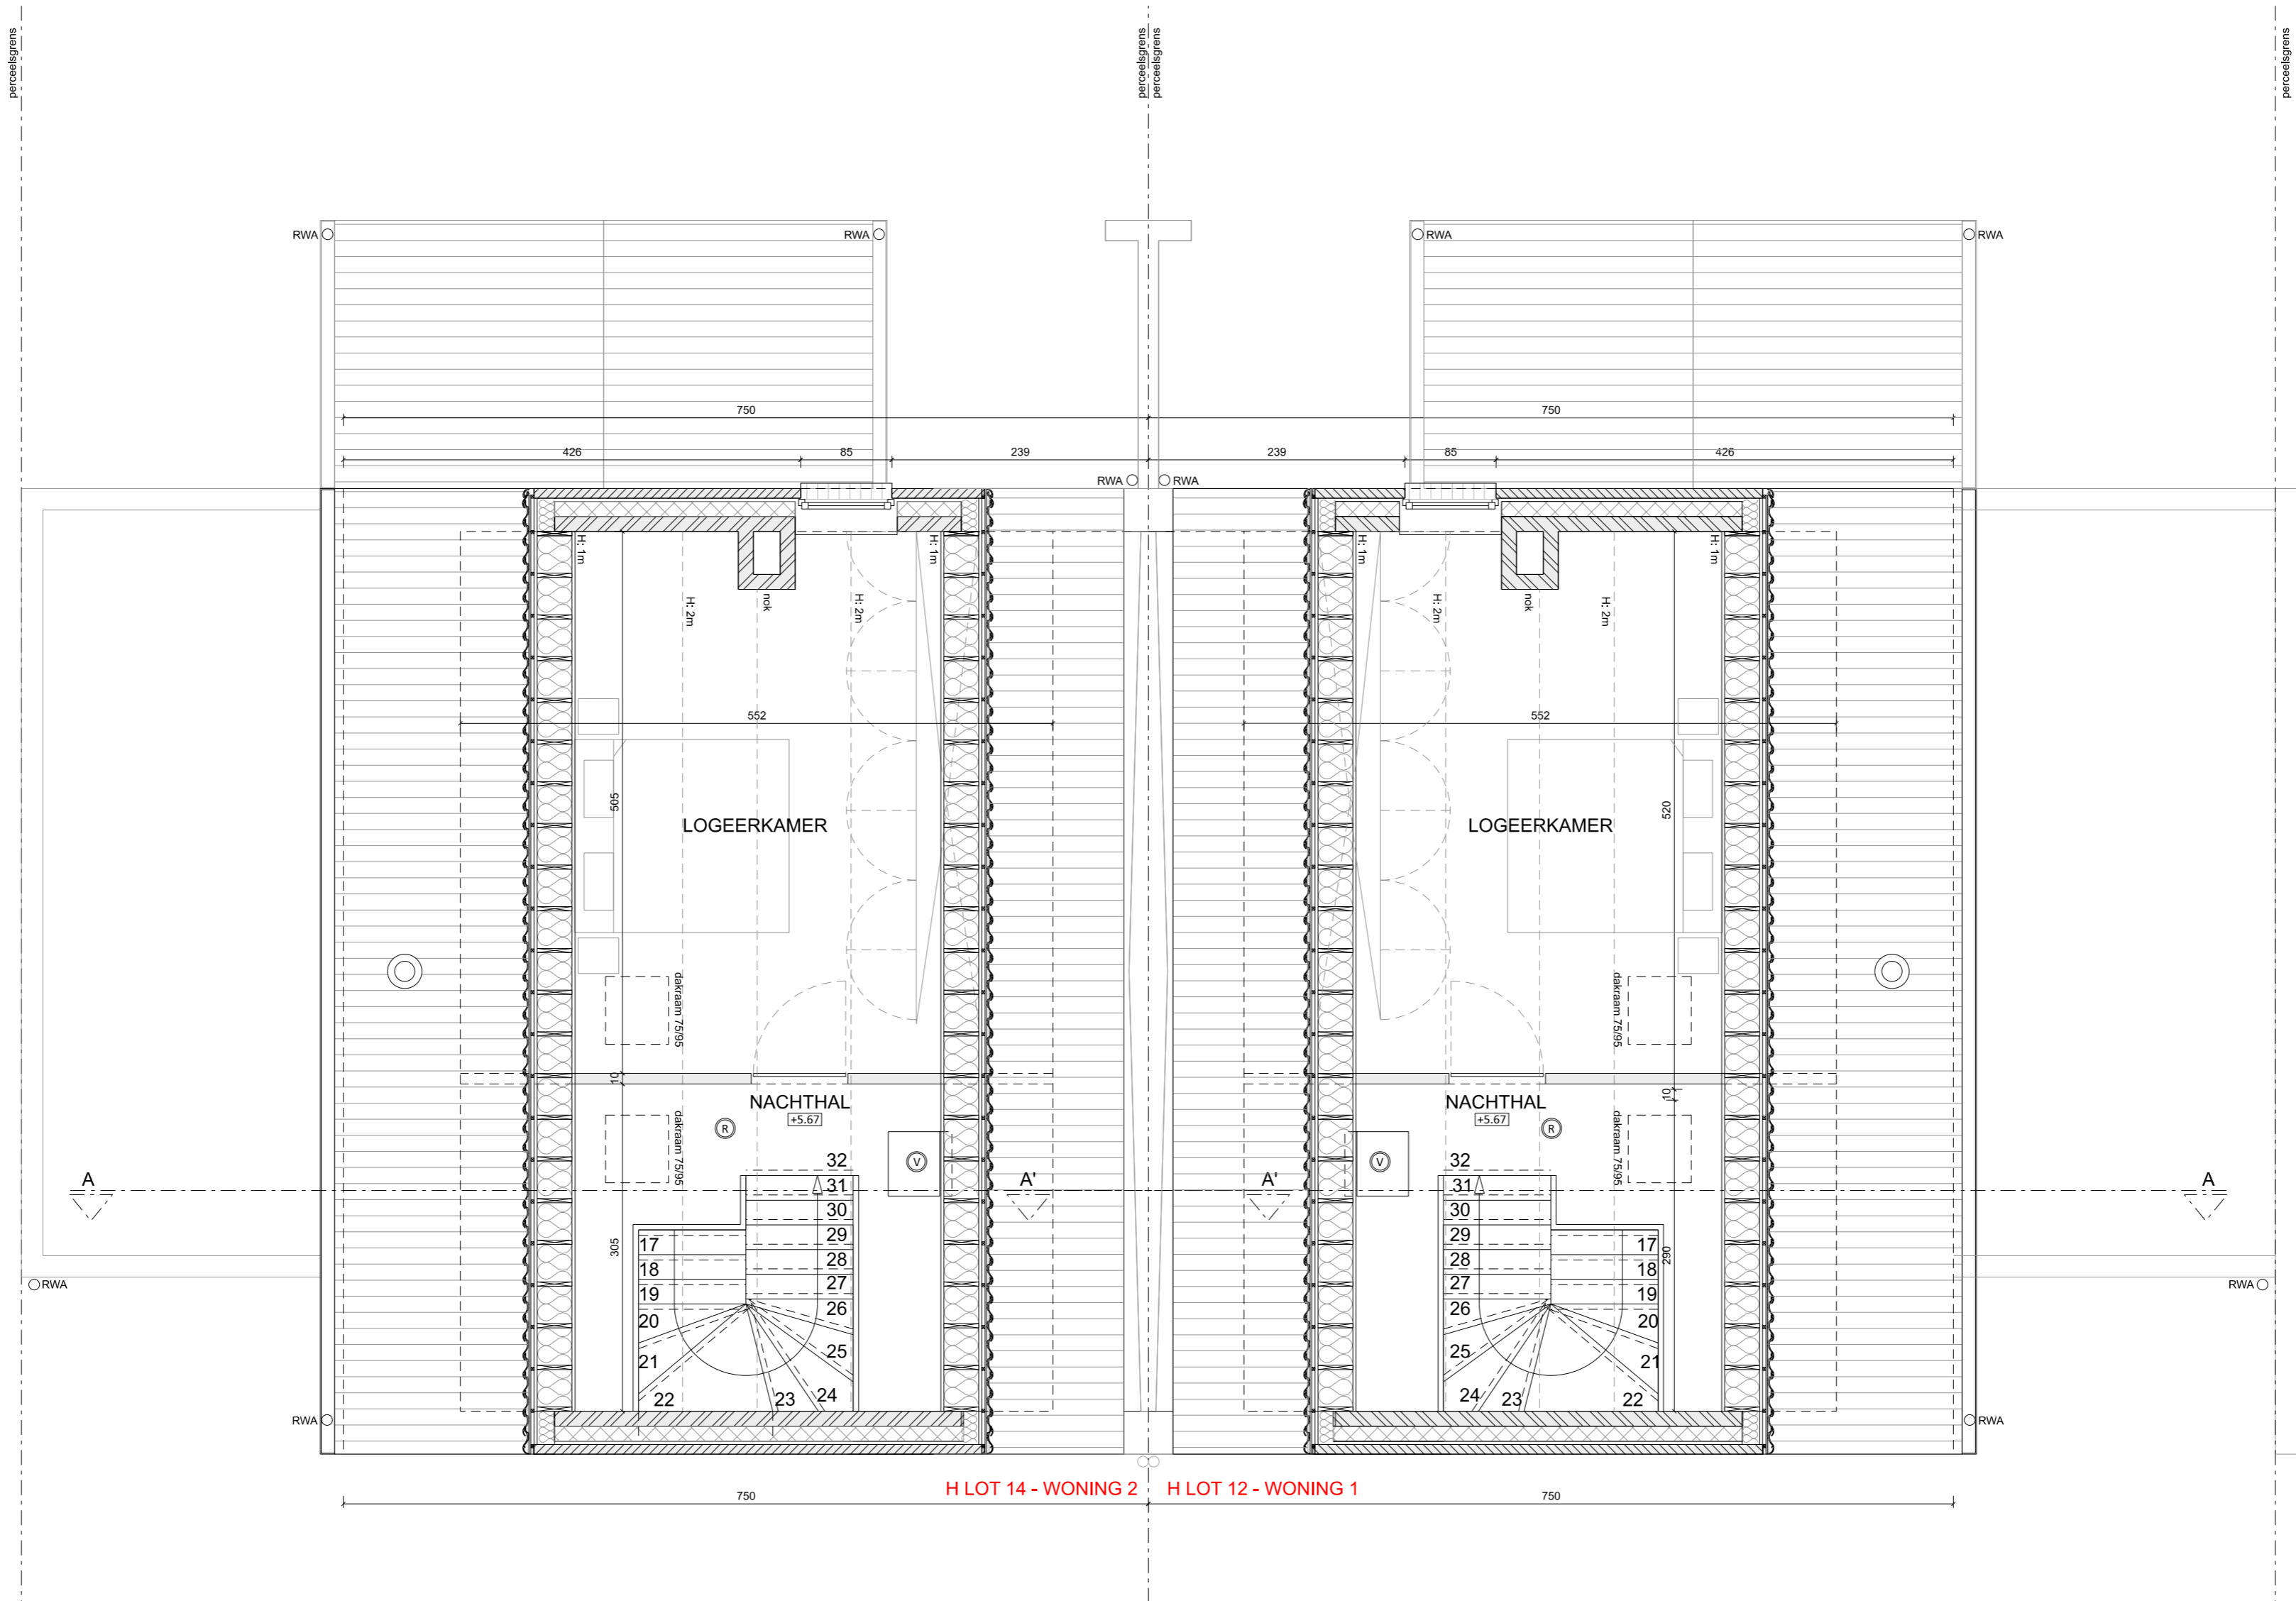 perceelsgrens
perceelsgrens
perceelsgrens
perceelsgrens
RWA
RWA
RWA
RWA
750
750
426
85
239
239
85
426
RWA
RWA
H: 1m
H: 1m
H: 1m
H: 1m
H: 2m
nok
H: 2m
H: 2m
nok
H: 2m
552
552
505
LOGEERKAMER
LOGEERKAMER
520
dakraam 75/95
dakraam 75/95
10
10
NACHTHAL
+5.67
NACHTHAL
+5.67
R
R
dakraam 75/95
dakraam 75/95
V
V
A
A'
A'
A
32
31
30
29
28
27
26
25
24
23
22
21
20
19
18
17
305
32
31
30
29
28
27
26
25
24
23
22
21
20
19
18
17
290
RWA
RWA
RWA
RWA
H LOT 14 - WONING 2
H LOT 12 - WONING 1
750
750